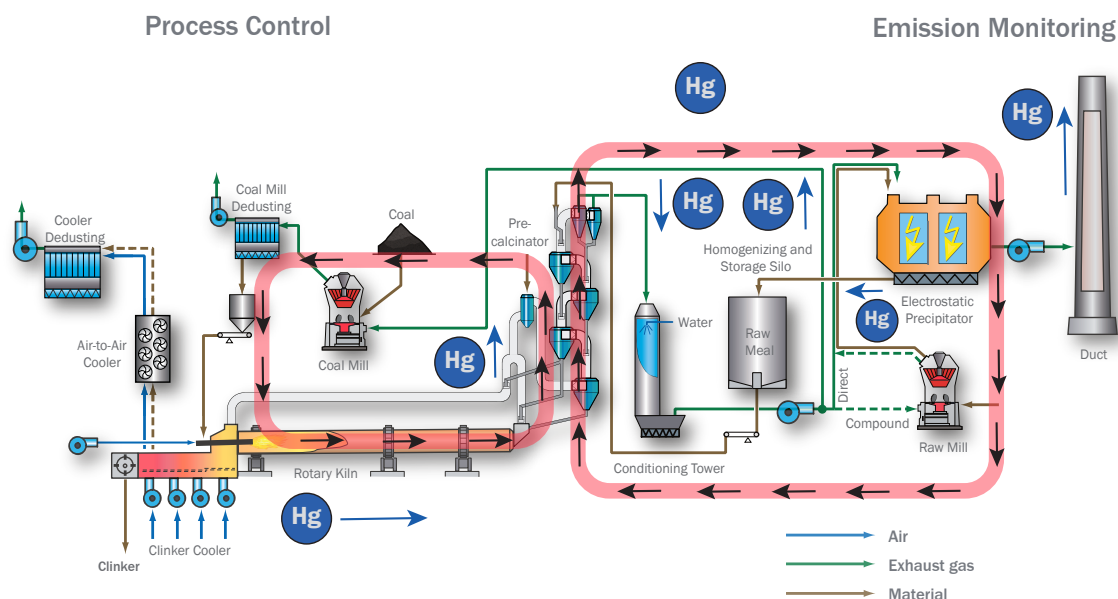 Process Control
Emission Monitoring
Hg
Hg
Coal Mill
Dedusting
Coal
Pre-
calcinator
Hg
Hg
Cooler
Dedusting
Homogenizing and
Storage Silo
Electrostatic
Precipitator
Hg
Water
Raw
Meal
Air-to-Air
Cooler
Coal Mill
Hg
Duct
Direct
Compound
Raw Mill
Rotary Kiln
Conditioning Tower
Hg
Clinker Cooler
Clinker
Air
Exhaust gas
Material